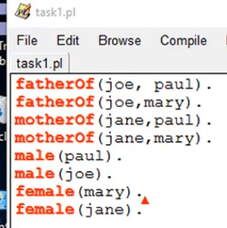 task1.pl
File Edit Browse Compile
task1.pl
fatherOf(joe, paul).
fatherOf(joe,mary).
motherOf(jane,paul).
motherOf(jane,mary).
male(paul).
male(joe).
female(mary).
female(jane).